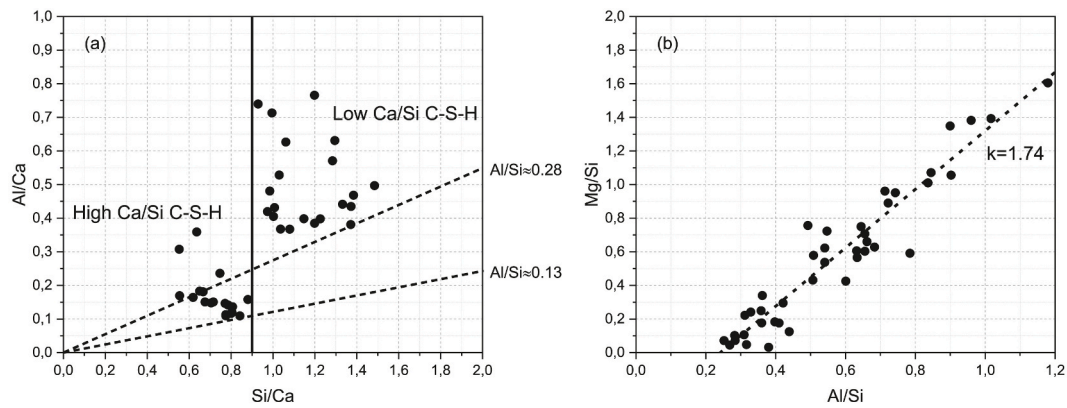 (a)
1,0
0,9
0,8
0,7
0,6
0,5
0,4
0,3
0,2
0,1
0,0
Al/Ca
Low Ca/Si C-S-H
High Ca/Si C-S-H
Al/Si≈0.28
Al/Si≈0.13
0,0 0,2 0,4 0,6 0,8 1,0 1,2 1,4 1,6 1,8 2,0
Si/Ca
(b)
2,0
1,8
1,6
1,4
1,2
1,0
0,8
0,6
0,4
0,2
0,0
Mg/Si
k=1.74
0,2 0,4 0,6 0,8 1,0 1,2
Al/Si